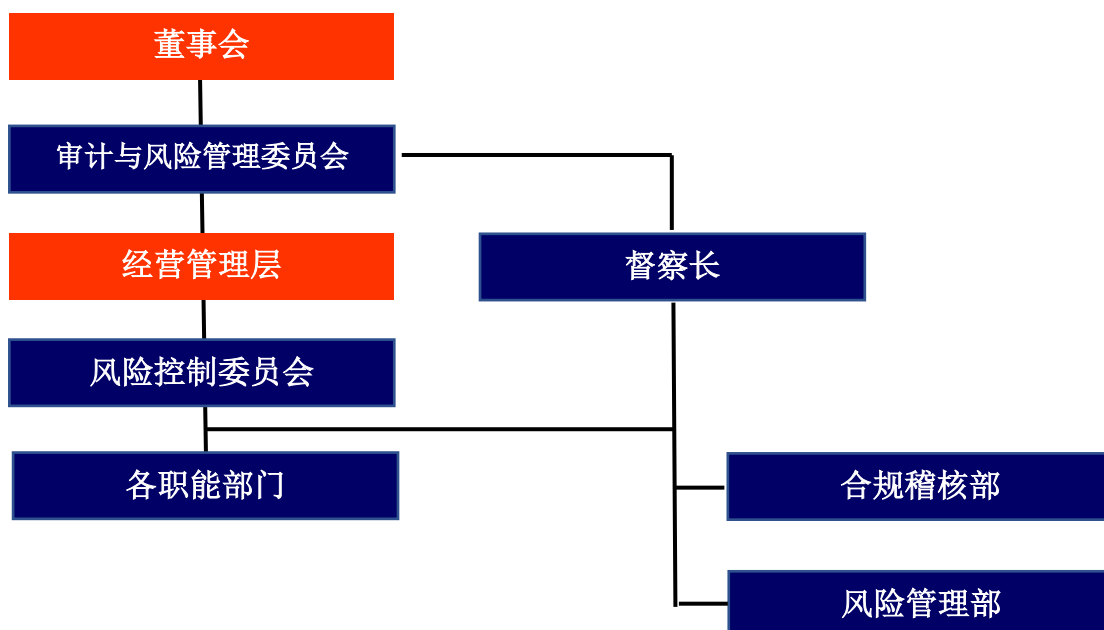 董事会
审计与风险管理委员会
经营管理层
督察长
风险控制委员会
各职能部门
合规稽核部
风险管理部